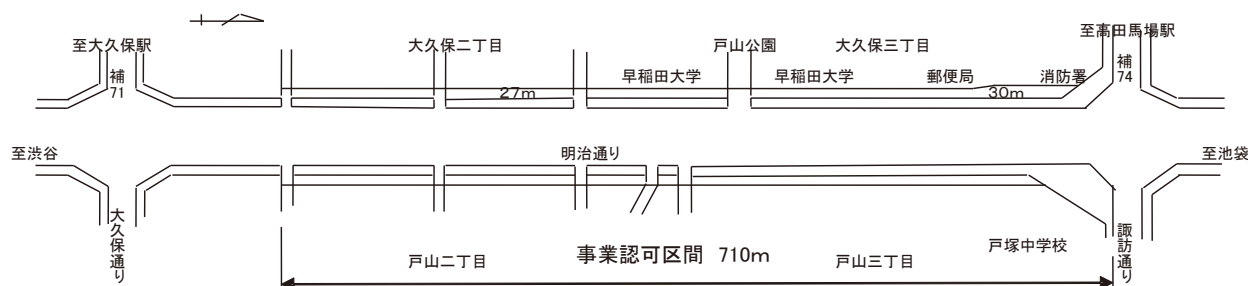 至大久保駅
大久保二丁目
戸山公園
大久保三丁目
至高田馬場駅
補71
早稲田大学
早稲田大学
郵便局
消防署
補74
27m
30m
至渋谷
明治通り
至池袋
大久保通り
戸山二丁目
事業認可区間 710m
戸山三丁目
戸塚中学校
諏訪通り